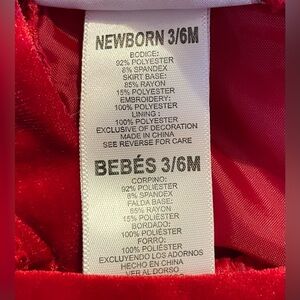 NEWBORN 3/6M
BODICE:
92% POLYESTER
8% SPANDEX
SKIRT BASE:
85% RAYON
15% POLYESTER
EMBROIDERY:
100% POLYESTER
LINING :
100% POLYESTER
EXCLUSIVE OF DECORATION
MADE IN CHINA
SEE REVERSE FOR CARE
BEBÉS 3/6M
CORPIÑO:
92% POLIÉSTER
8% SPANDEX
FALDA BASE:
85% RAYON
15% POLIÉSTER
BORDADO:
100% POLIÉSTER
FORRO:
100% POLIÉSTER
EXCLUYENDO LOS ADORNOS
HECHO EN CHINA
VER AL DORSO